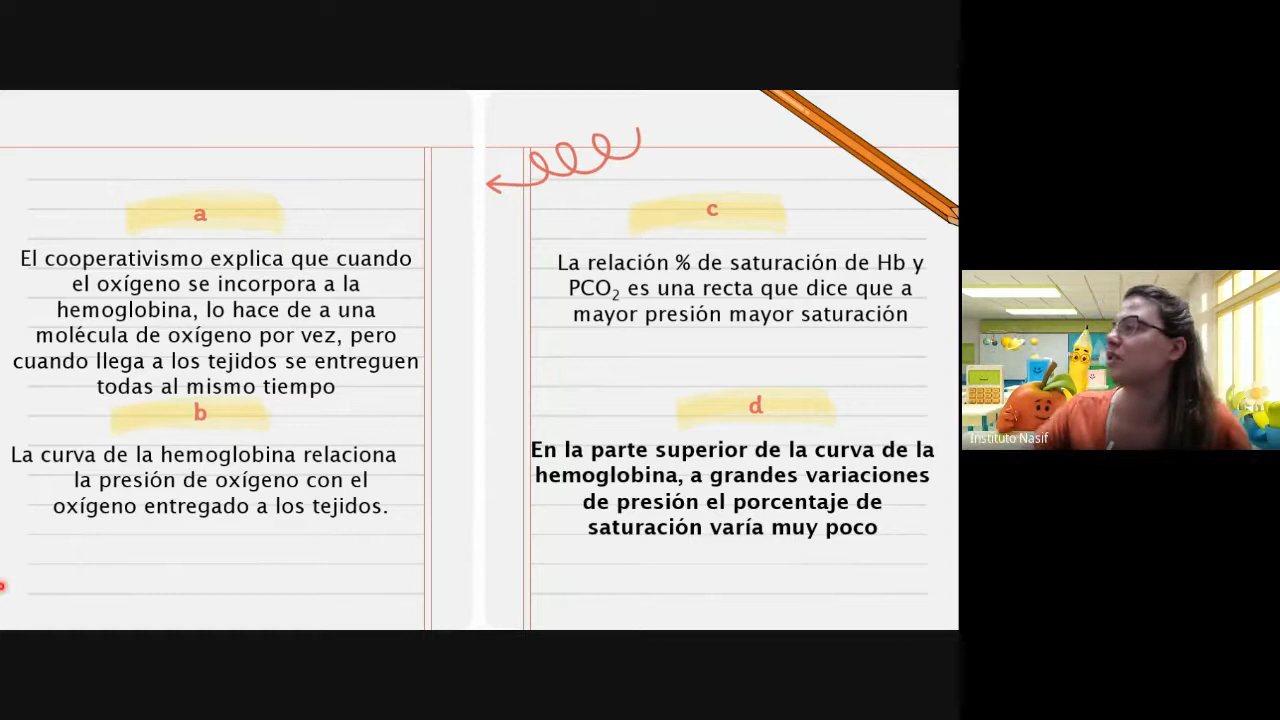 a
El cooperativismo explica que cuando
el oxígeno se incorpora a la
hemoglobina, lo hace de a una
molécula de oxígeno por vez, pero
cuando llega a los tejidos se entreguen
todas al mismo tiempo
b
La curva de la hemoglobina relaciona
la presión de oxígeno con el
oxígeno entregado a los tejidos.
c
La relación % de saturación de Hb y
PCO₂ es una recta que dice que a
mayor presión mayor saturación
d
En la parte superior de la curva de la
hemoglobina, a grandes variaciones
de presión el porcentaje de
saturación varía muy poco
Instituto Nasif